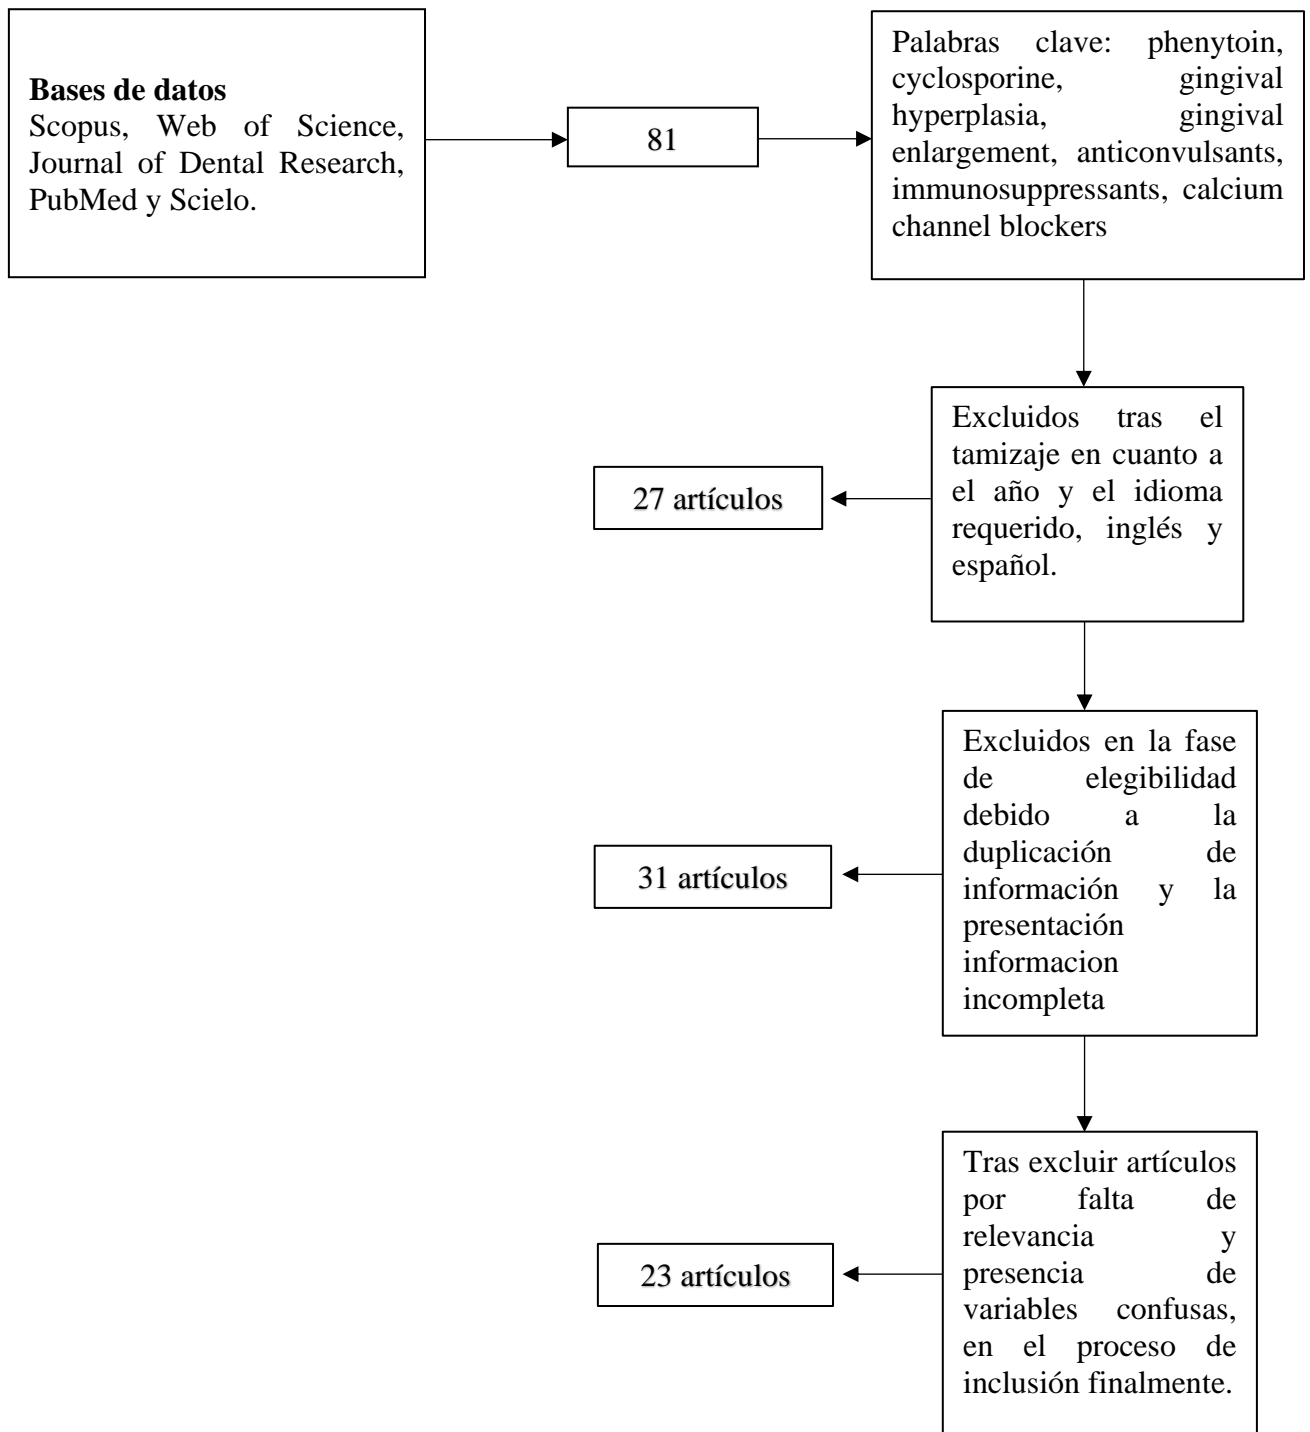 Bases de datos
Scopus, Web of Science,
Journal of Dental Research,
PubMed y Scielo.
81
Palabras clave: phenytoin,
cyclosporine, gingival
hyperplasia, gingival
enlargement, anticonvulsants,
immunosuppressants, calcium
channel blockers
Excluidos tras el
tamizaje en cuanto a
el año y el idioma
requerido, inglés y
español.
27 artículos
Excluidos en la fase
de elegibilidad
debido a la
duplicación de
información y la
presentación
informacion
incompleta
31 artículos
Tras excluir artículos
por falta de
relevancia y
presencia de
variables confusas,
en el proceso de
inclusión finalmente.
23 artículos